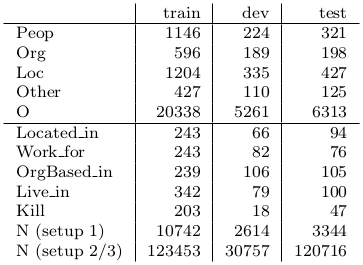 train dev test
Peop 1146 224 321
Org 596 189 198
Loc 1204 335 427
Other 427 110 125
O 20338 5261 6313
Located_in 243 66 94
Work_for 243 82 76
OrgBased_in 239 106 105
Live_in 342 79 100
Kill 203 18 47
N (setup 1) 10742 2614 3344
N (setup 2/3) 123453 30757 120716